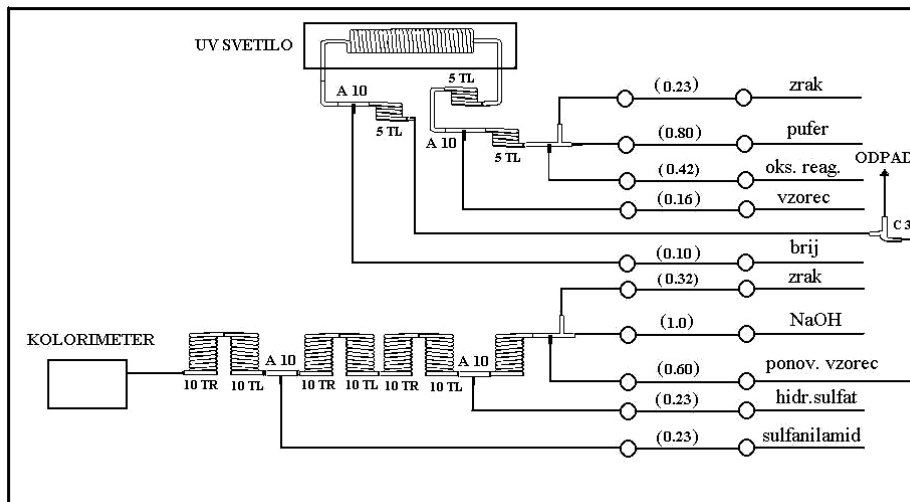 UV SVETILO
5 TL
(0.23) zrak
A 10
5 TL
A 10
5 TL
(0.80) pufer
ODPAD
(0.42) oks. reag.
(0.16) vzorec
C 3
(0.10) brij
(0.32) zrak
KOLORIMETER
(1.0) NaOH
A 10
A 10
10 TR 10 TL 10 TR 10 TL 10 TR 10 TL
(0.60) ponov. vzorec
(0.23) hidr.sulfat
(0.23) sulfanilamid